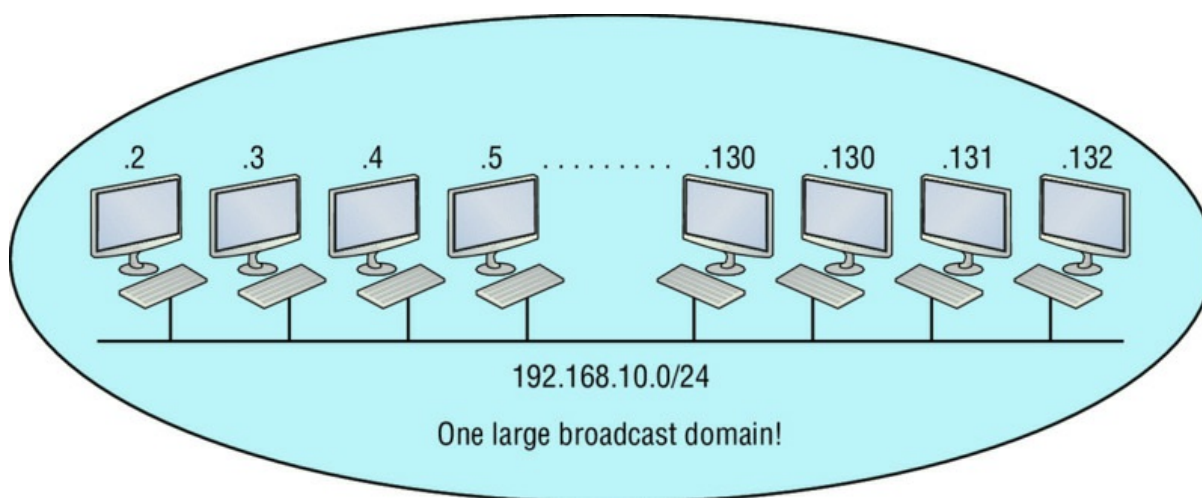 .2 .3 .4 .5 ......... .130 .130 .131 .132
192.168.10.0/24
One large broadcast domain!